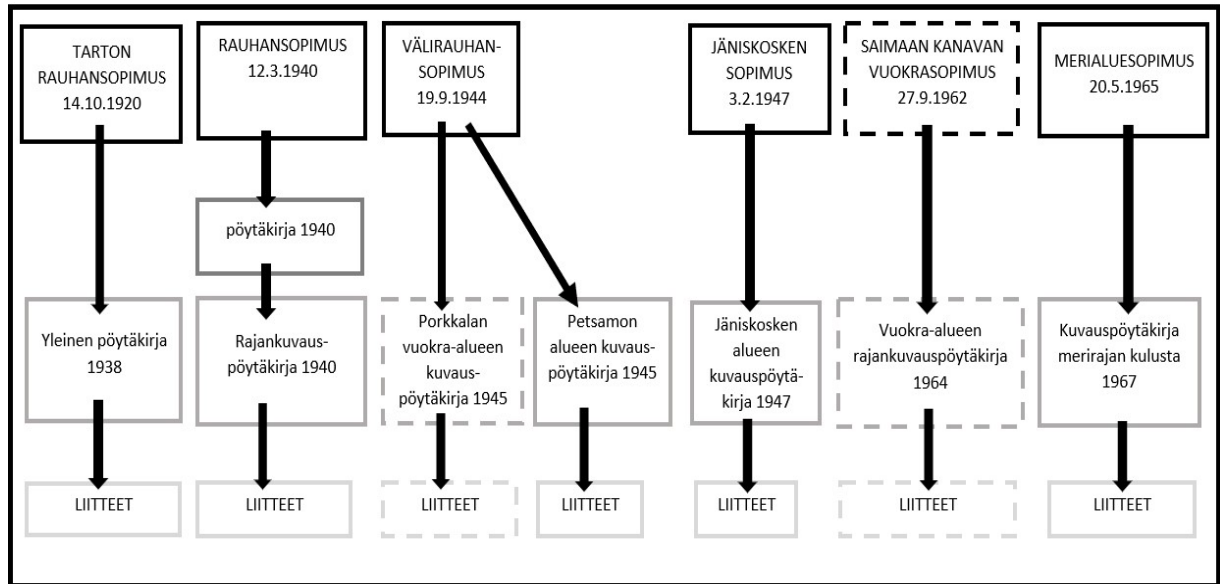 TARTON
RAUHANSOPIMUS
14.10.1920
RAUHANSOPIMUS
12.3.1940
VÄLIRAUHAN-
SOPIMUS
19.9.1944
JÄNISKOSKEN
SOPIMUS
3.2.1947
SAIMAAN KANAVAN
VUOKRASOPIMUS
27.9.1962
MERIALUESOPIMUS
20.5.1965
pöytäkirja 1940
Yleinen pöytäkirja
1938
Rajankuvaus-
pöytäkirja 1940
Porkkalan
vuokra-alueen
kuvaus-
pöytäkirja 1945
Petsamon
alueen kuvaus-
pöytäkirja 1945
Jäniskosken
alueen
kuvauspöytä-
kirja 1947
Vuokra-alueen
rajankuvauspöytäkirja
1964
Kuvauspöytäkirja
merirajan kulusta
1967
LIITTEET
LIITTEET
LIITTEET
LIITTEET
LIITTEET
LIITTEET
LIITTEET